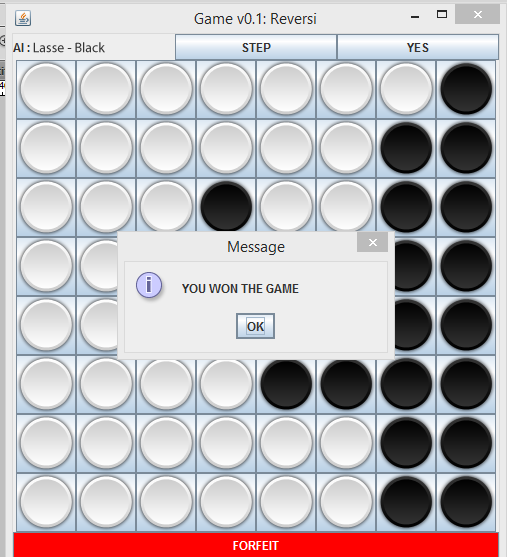 Game v0.1: Reversi
AI : Lasse - Black
STEP
YES
Message
YOU WON THE GAME
OK
FORFEIT